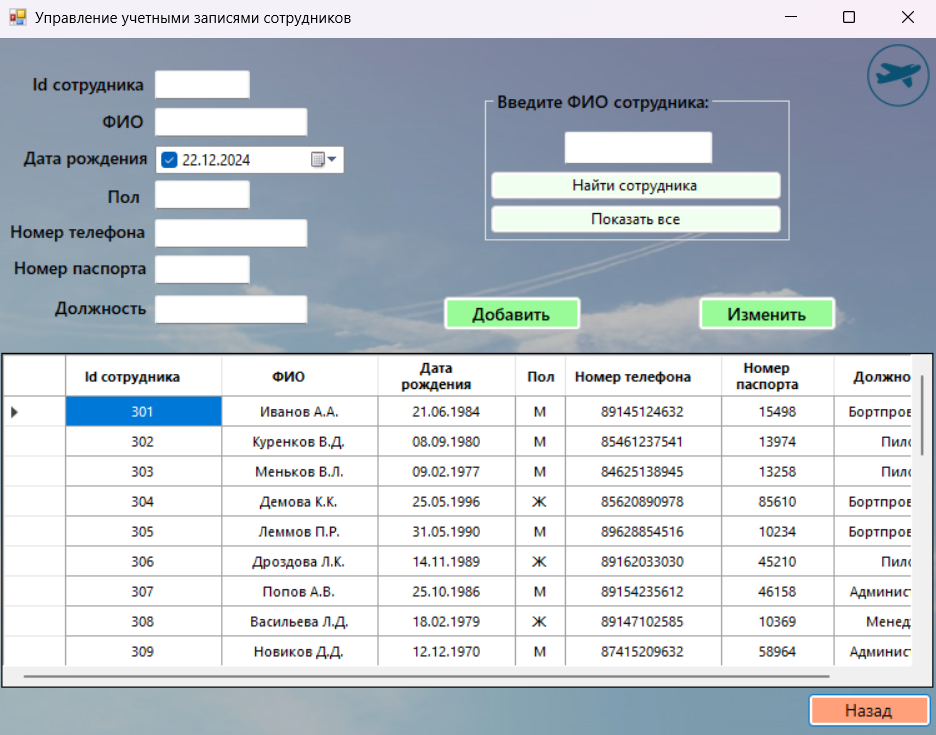 Управление учетными записями сотрудников
Id сотрудника
ФИО
Дата рождения 22.12.2024
Пол
Номер телефона
Номер паспорта
Должность
Введите ФИО сотрудника:
Найти сотрудника
Показать все
Добавить Изменить
Id сотрудника ФИО Дата рождения Пол Номер телефона Номер паспорта Должно
301 Иванов А.А. 21.06.1984 М 89145124632 15498 Бортпров
302 Куренков В.Д. 08.09.1980 М 85461237541 13974 Пило
303 Меньков В.Л. 09.02.1977 М 84625138945 13258 Пило
304 Демова К.К. 25.05.1996 Ж 85620890978 85610 Бортпров
305 Леммов П.Р. 31.05.1990 М 89628854516 10234 Бортпров
306 Дроздова Л.К. 14.11.1989 Ж 89162033030 45210 Пило
307 Попов А.В. 25.10.1986 М 89154235612 46158 Админист
308 Васильева Л.Д. 18.02.1979 Ж 89147102585 10369 Менед
309 Новиков Д.Д. 12.12.1970 М 87415209632 58964 Админист
Назад